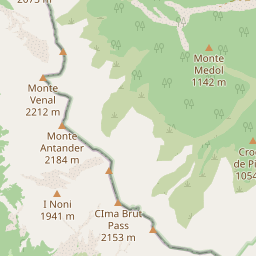 2075 m
Monte
Medol
1142 m
Monte
Venal
2212 m
Monte
Antander
2184 m
Cro
de Pi
1054
I Noni
1941 m
CIma Brut
Pass
2153 m